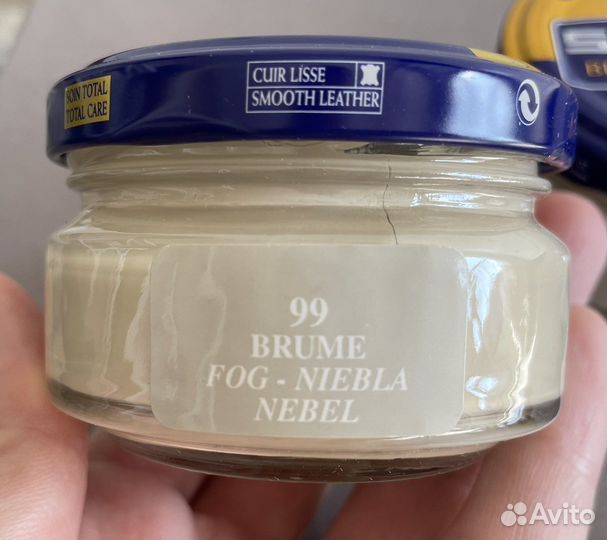 SOIN TOTAL
TOTAL CARE
CUIR LISSE
SMOOTH LEATHER
99
BRUME
FOG - NIEBLA
NEBEL
Avito